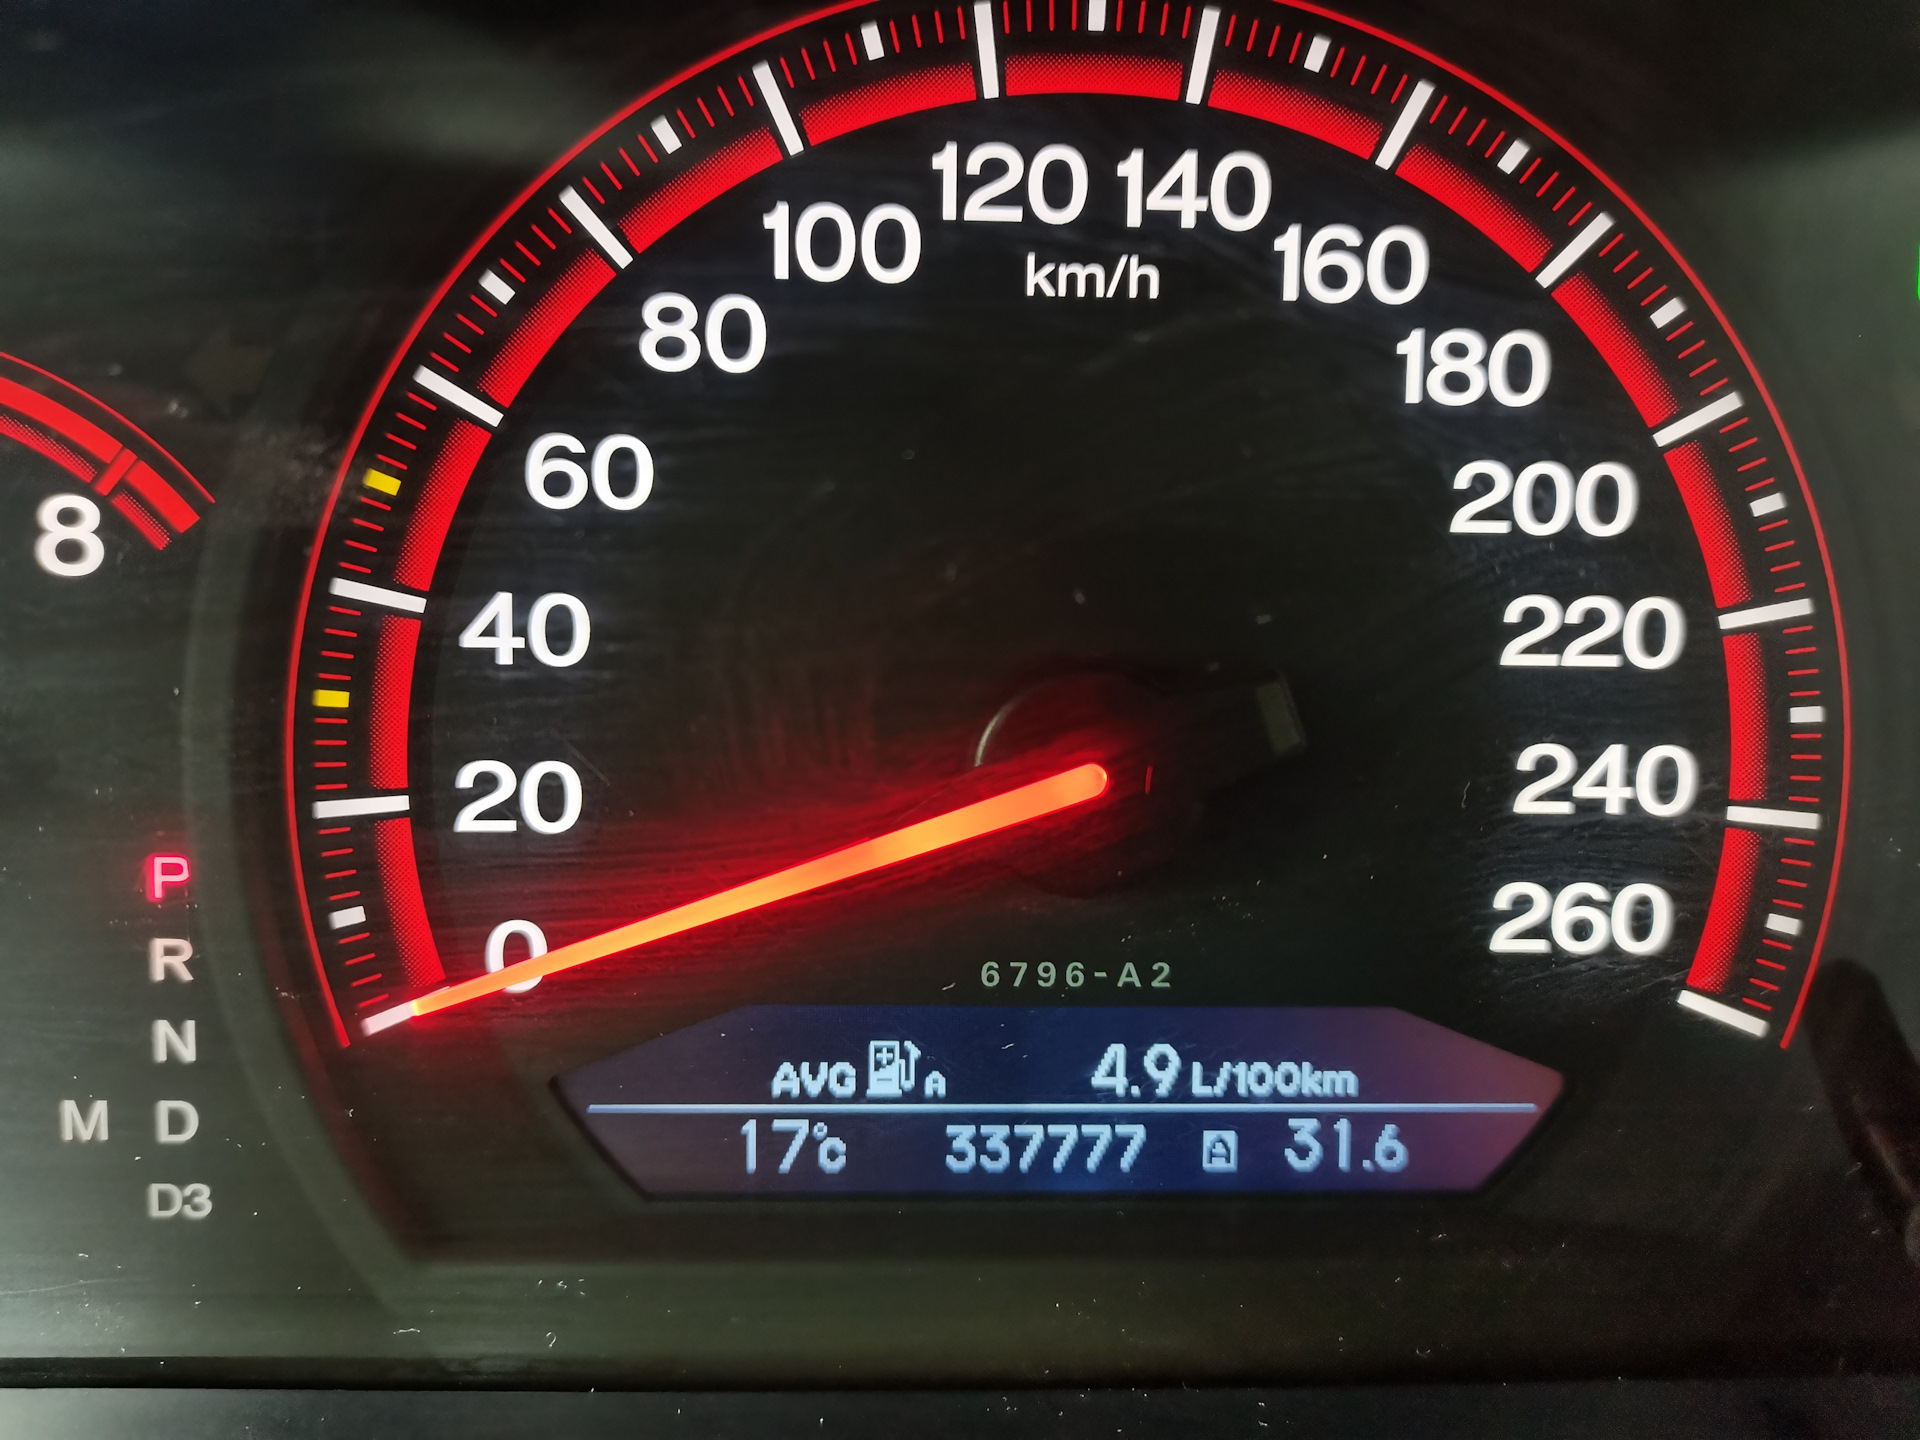 120 140
100 160
km/h
80 180
60 200
8
40 220
20 240
P
0 260
R
6796-A2
N
AVG A 4.9 L/100km
M D
17°C 337777 A 31.6
D3